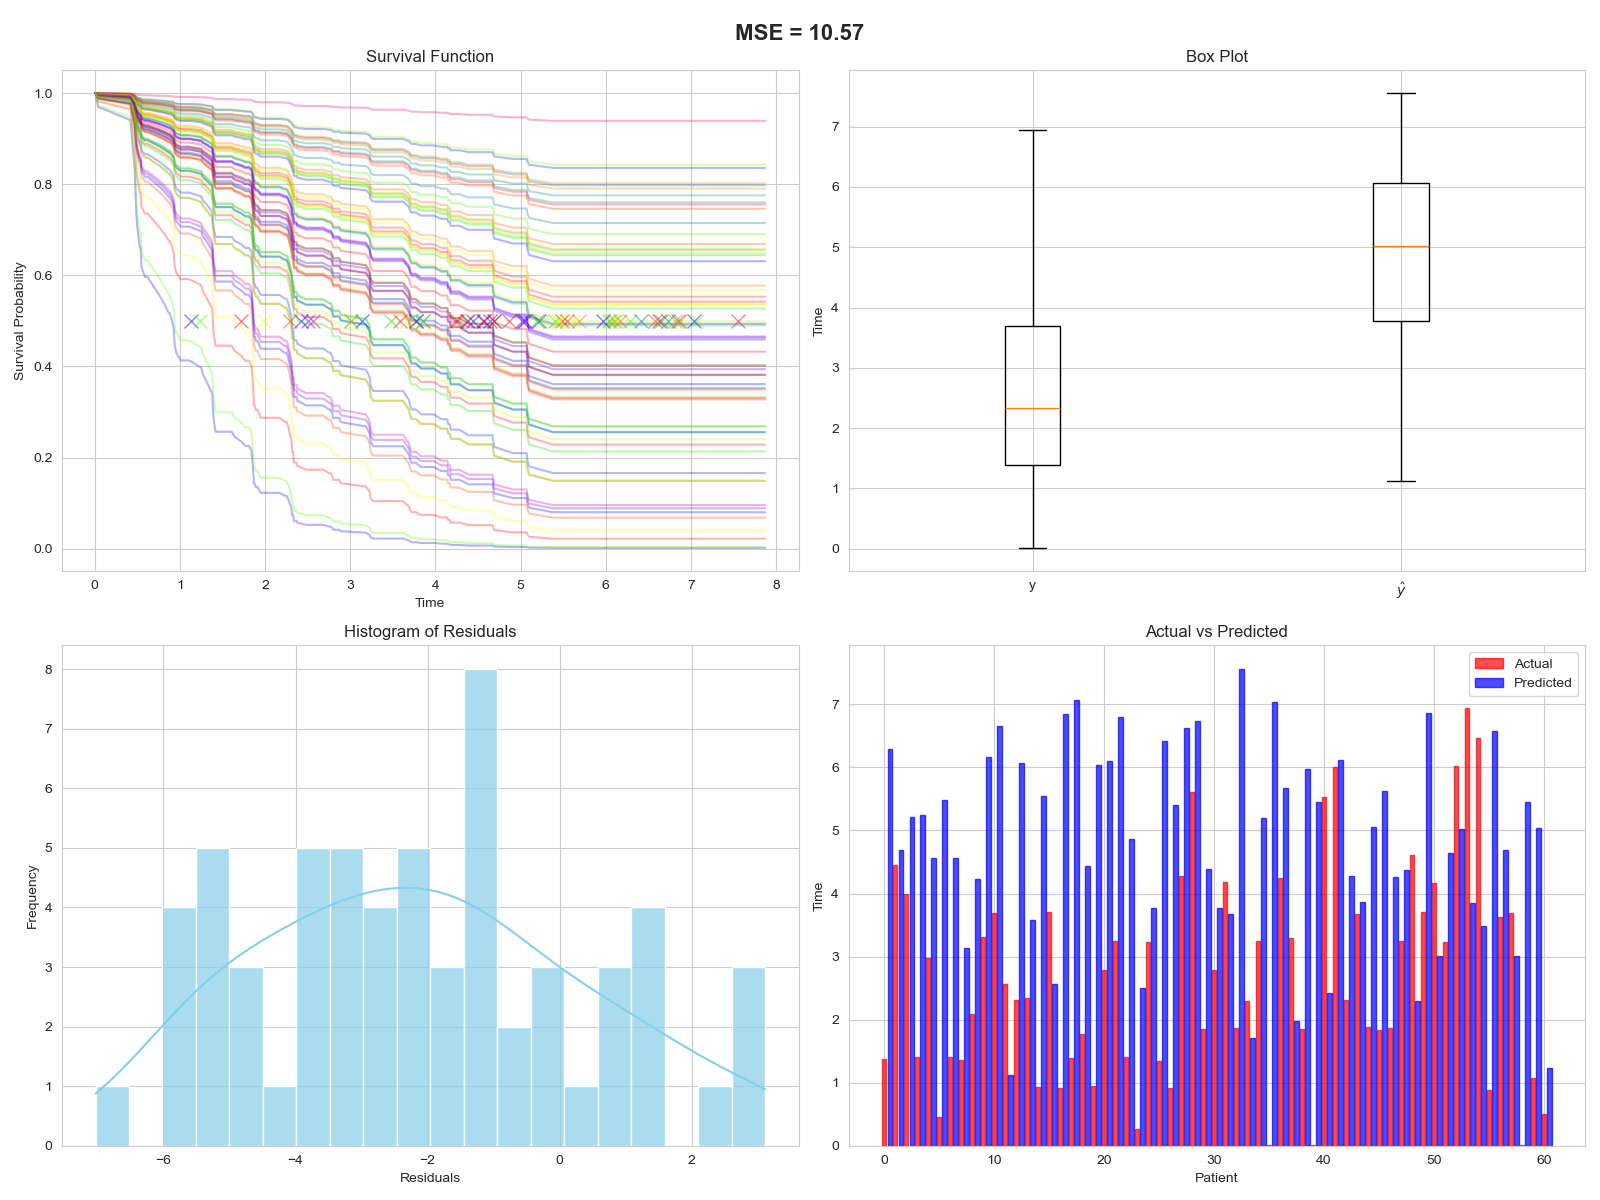 MSE = 10.57
Survival Function
Survival Probability
1.0
0.8
0.6
0.4
0.2
0.0
0 1 2 3 4 5 6 7 8
Time
Box Plot
Time
7
6
5
4
3
2
1
0
y ŷ
Histogram of Residuals
Frequency
8
7
6
5
4
3
2
1
0
−6 −4 −2 0 2
Residuals
Actual vs Predicted
Actual
Predicted
Time
7
6
5
4
3
2
1
0
0 10 20 30 40 50 60
Patient